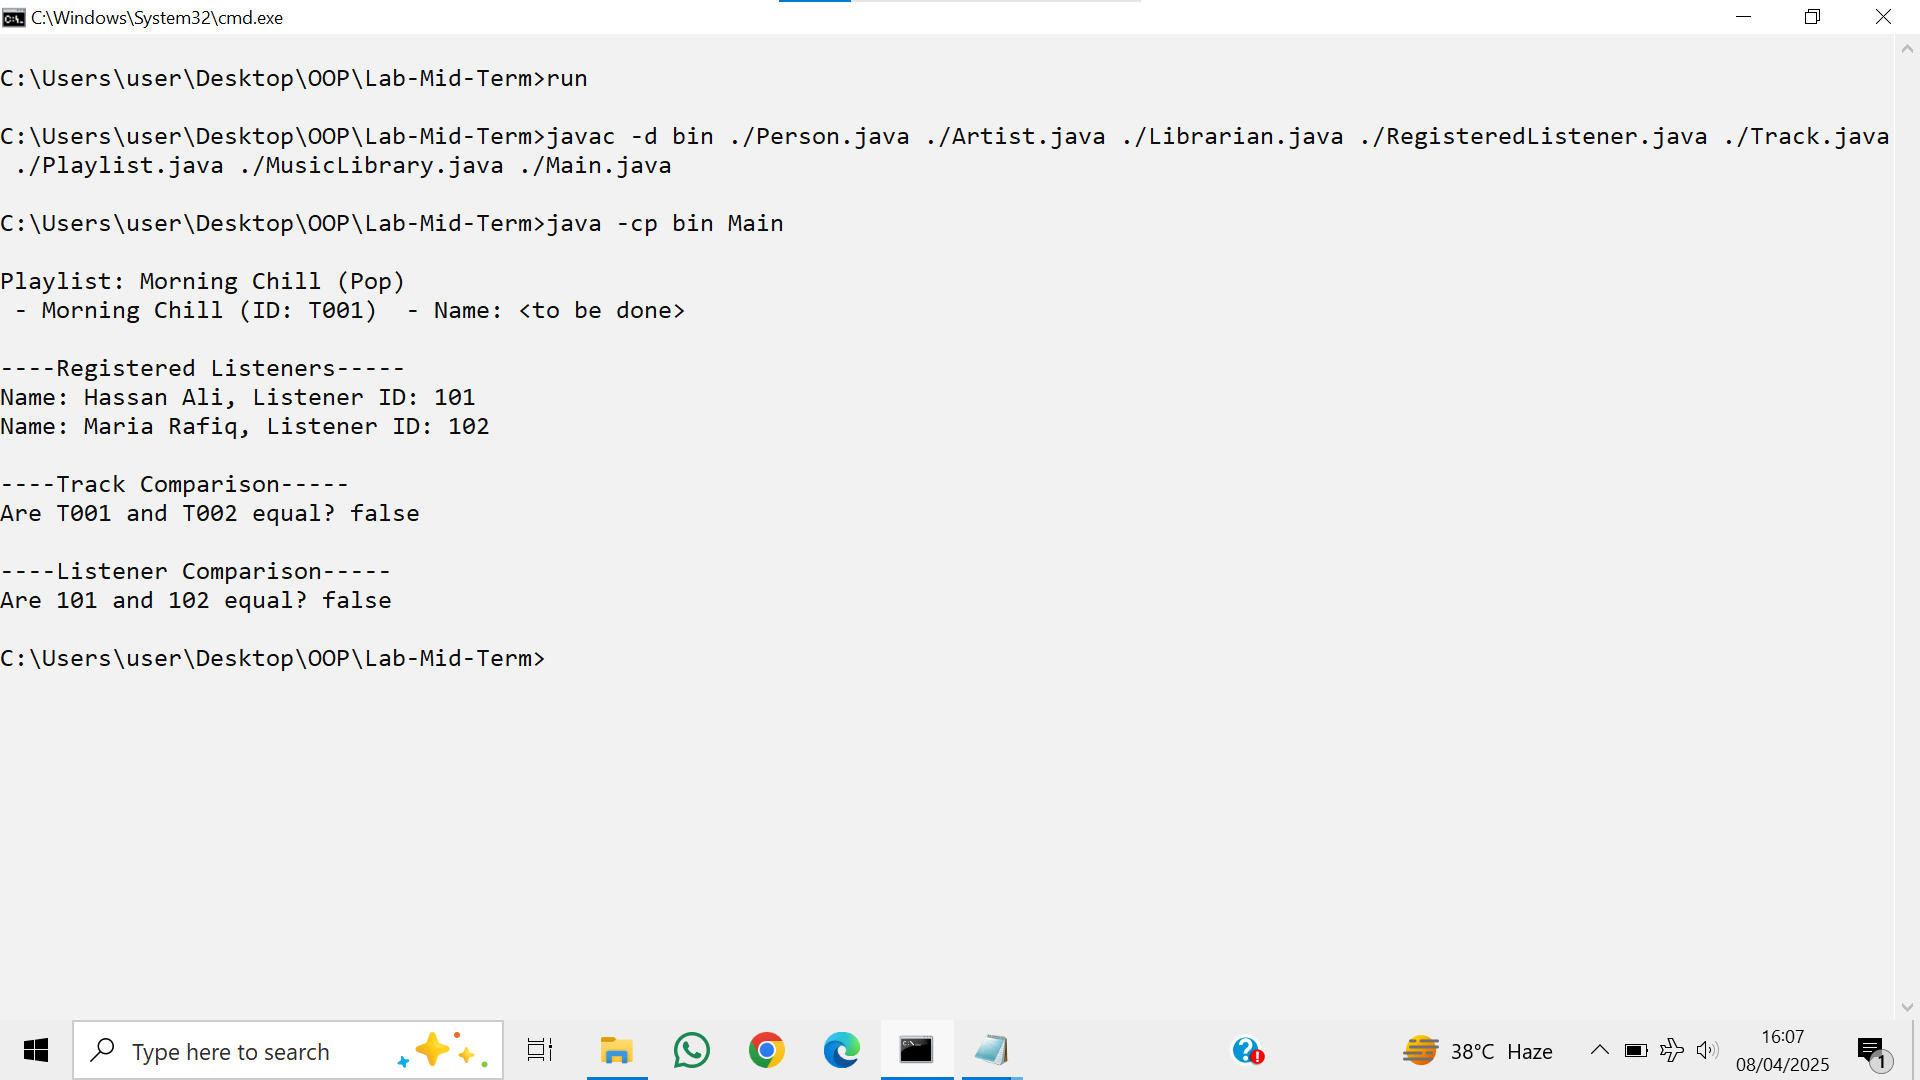 C:\Windows\System32\cmd.exe
C:\Users\user\Desktop\OOP\Lab-Mid-Term>run
C:\Users\user\Desktop\OOP\Lab-Mid-Term>javac -d bin ./Person.java ./Artist.java ./Librarian.java ./RegisteredListener.java ./Track.java
 ./Playlist.java ./MusicLibrary.java ./Main.java
C:\Users\user\Desktop\OOP\Lab-Mid-Term>java -cp bin Main
Playlist: Morning Chill (Pop)
 - Morning Chill (ID: T001)  - Name: <to be done>
----Registered Listeners-----
Name: Hassan Ali, Listener ID: 101
Name: Maria Rafiq, Listener ID: 102
----Track Comparison-----
Are T001 and T002 equal? false
----Listener Comparison-----
Are 101 and 102 equal? false
C:\Users\user\Desktop\OOP\Lab-Mid-Term>
Type here to search
38°C Haze
16:07
08/04/2025
1